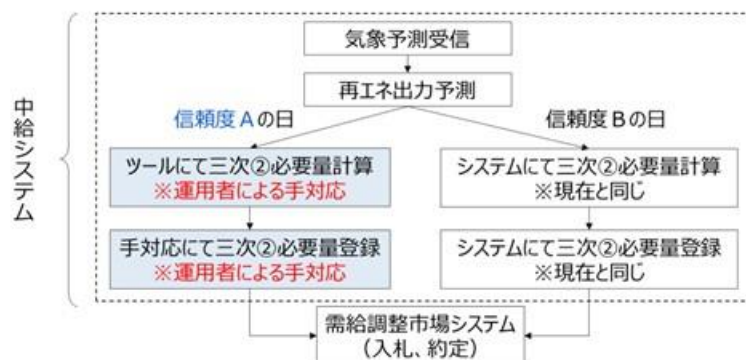 中給システム
気象予測受信
再エネ出力予測
信頼度Aの日
信頼度Bの日
ツールにて三次②必要量計算
※運用者による手対応
システムにて三次②必要量計算
※現在と同じ
手対応にて三次②必要量登録
※運用者による手対応
システムにて三次②必要量登録
※現在と同じ
需給調整市場システム
（入札、約定）